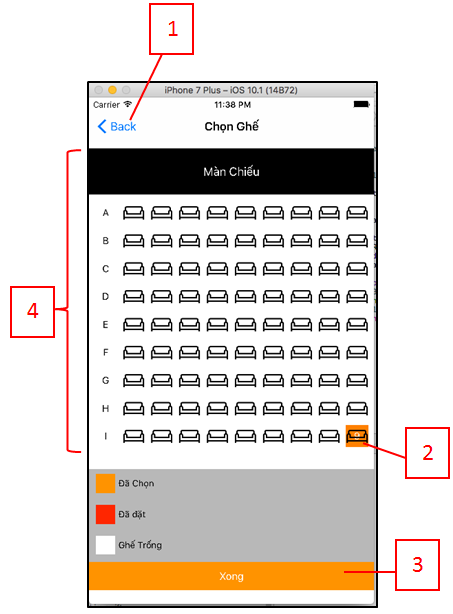 1
iPhone 7 Plus – iOS 10.1 (14B72)
Carrier 11:38 PM
Back Chọn Ghế
Màn Chiếu
A
B
C
D
4
E
F
G
H
I 9
2
Đã Chọn
Đã đặt
Ghế Trống
3
Xong